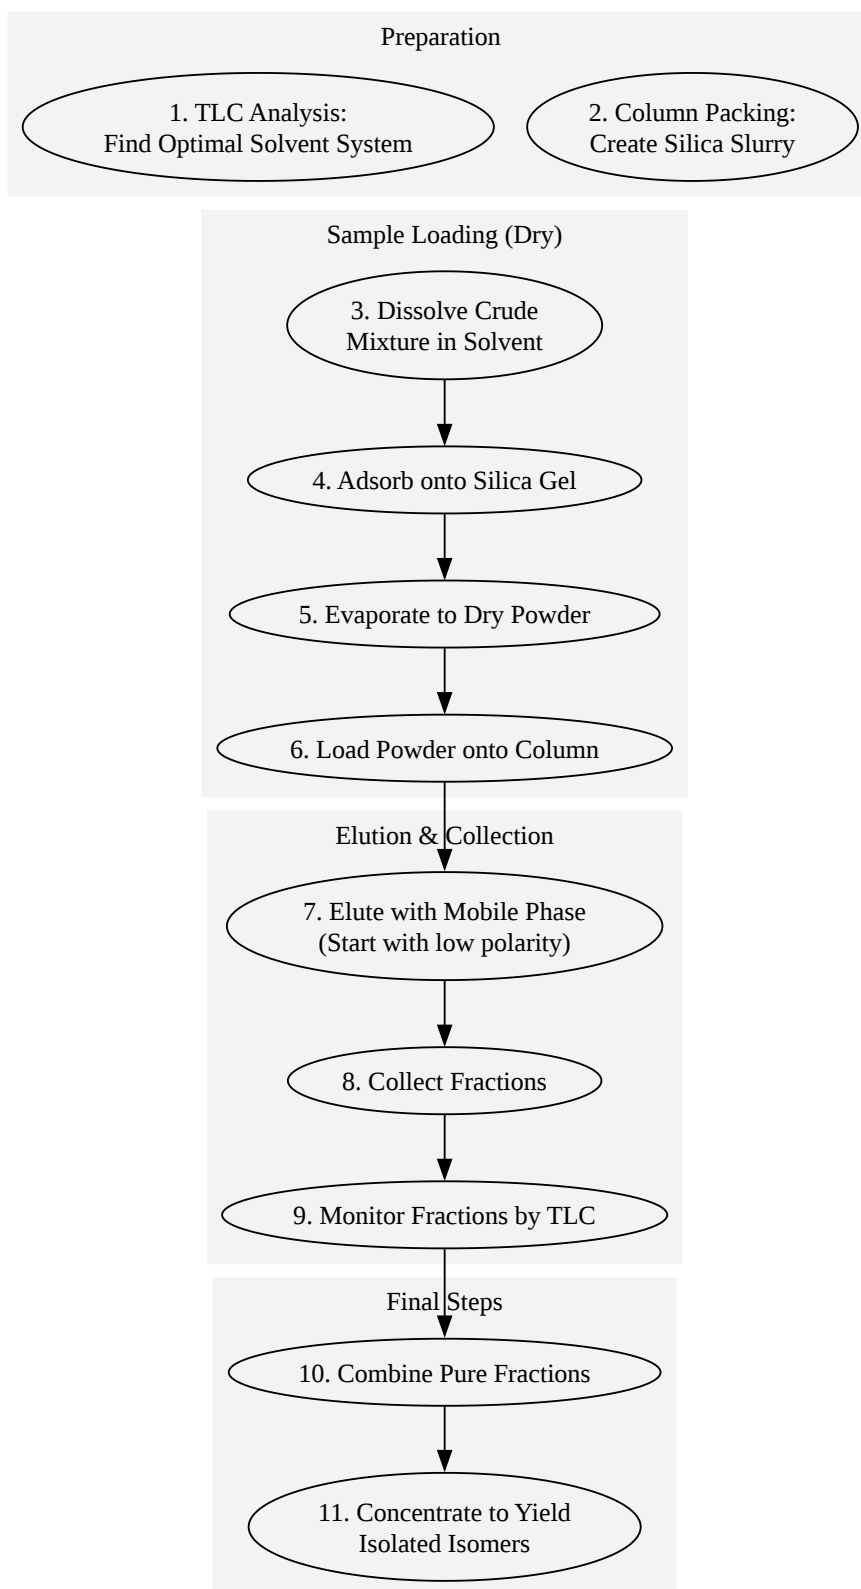 Preparation
1. TLC Analysis:
Find Optimal Solvent System
2. Column Packing:
Create Silica Slurry
Sample Loading (Dry)
3. Dissolve Crude
Mixture in Solvent
4. Adsorb onto Silica Gel
5. Evaporate to Dry Powder
6. Load Powder onto Column
Elution & Collection
7. Elute with Mobile Phase
(Start with low polarity)
8. Collect Fractions
9. Monitor Fractions by TLC
Final Steps
10. Combine Pure Fractions
11. Concentrate to Yield
Isolated Isomers